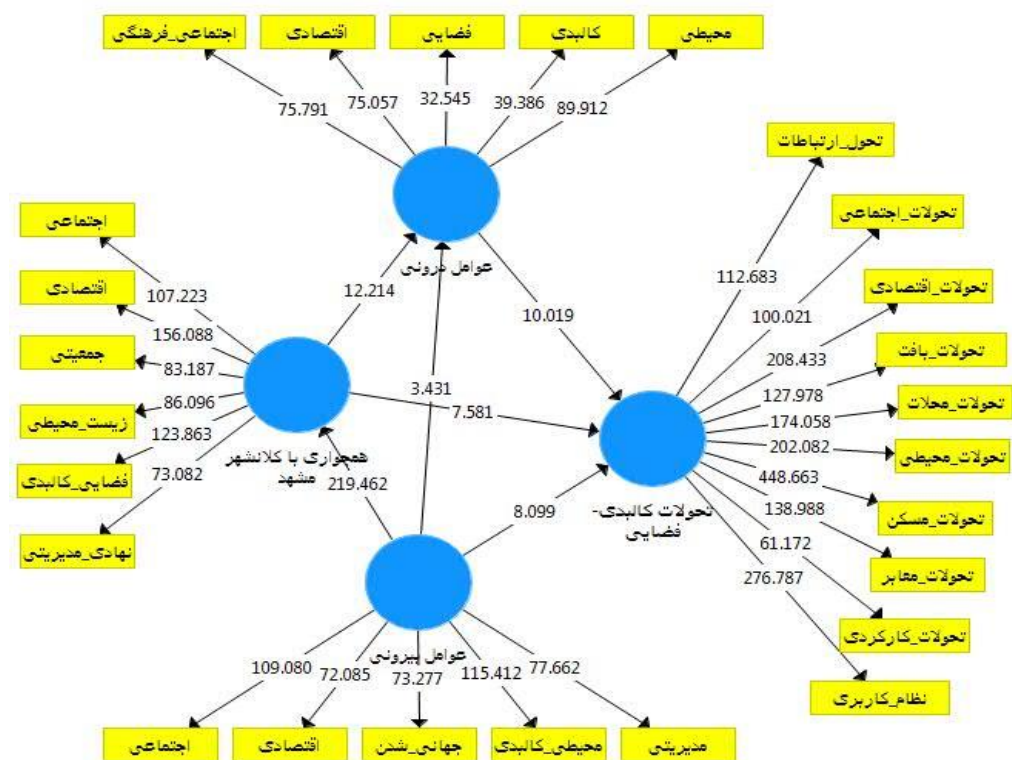 اجتماعی_فرهنگی
اقتصادی
فضایی
کالبدی
محیطی
75.791
75.057
32.545
39.386
89.912
عوامل درونی
تحول_ارتباطات
تحولات_اجتماعی
تحولات_اقتصادی
تحولات_بافت
تحولات_محلات
تحولات_محیطی
تحولات_مسکن
تحولات_معابر
تحولات_کارکردی
نظام_کاربری
112.683
100.021
208.433
127.978
174.058
202.082
448.663
138.988
61.172
276.787
تحولات کالبدی-
فضایی
اجتماعی
اقتصادی
جمعیتی
زیست_محیطی
فضایی_کالبدی
نهادی_مدیریتی
107.223
156.088
83.187
86.096
123.863
73.082
همجواری با کلانشهر
مشهد
12.214
10.019
3.431
7.581
219.462
8.099
عوامل بیرونی
109.080
72.085
73.277
115.412
77.662
اجتماعی
اقتصادی
جهانی_شدن
محیطی_کالبدی
مدیریتی